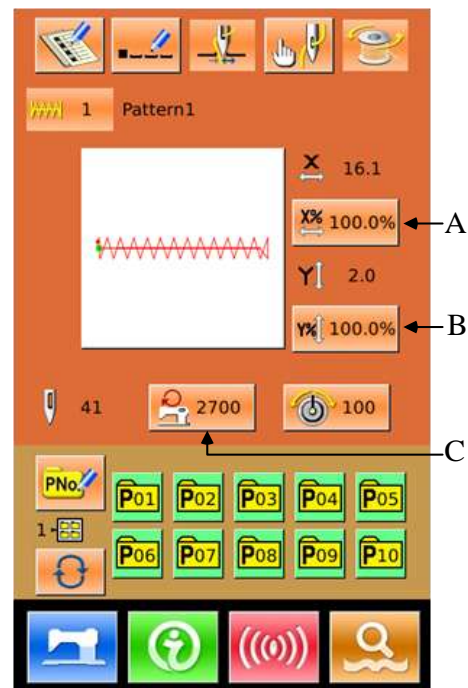 1 Pattern1
X 16.1
X% 100.0% A
Y 2.0
Y% 100.0% B
41 2700 100
C
PNo.
P01 P02 P03 P04 P05
1-
P06 P07 P08 P09 P10